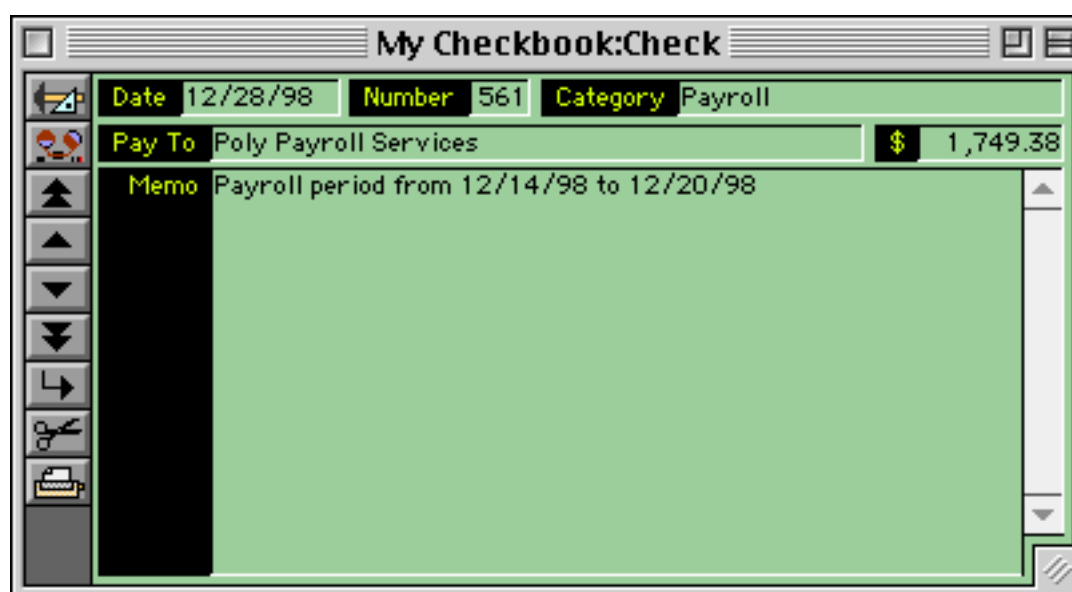 My Checkbook:Check
Date 12/28/98 Number 561 Category Payroll
Pay To Poly Payroll Services $ 1,749.38
Memo Payroll period from 12/14/98 to 12/20/98